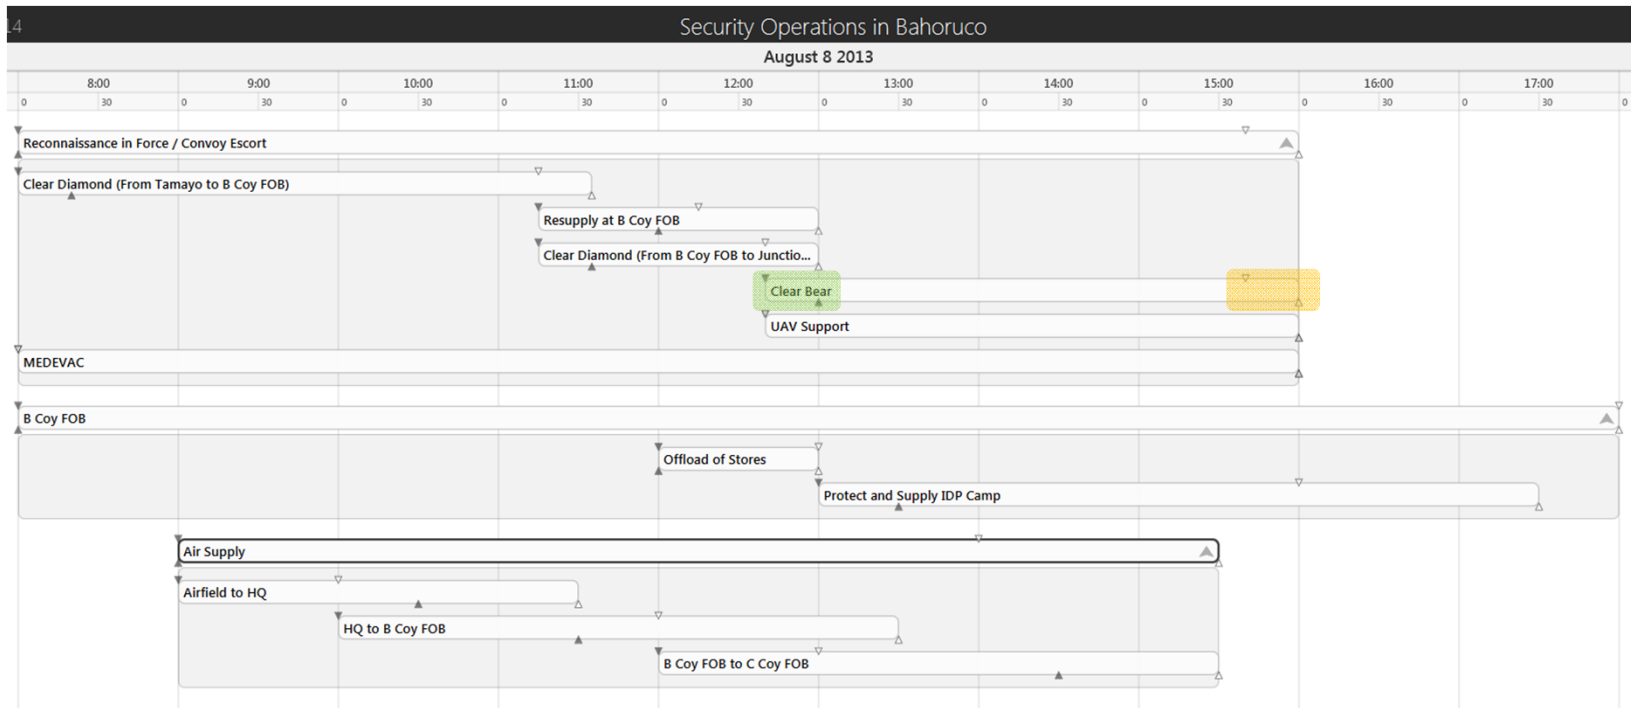 14
Security Operations in Bahoruco
August 8 2013
8:00 9:00 10:00 11:00 12:00 13:00 14:00 15:00 16:00 17:00
0 30 0 30 0 30 0 30 0 30 0 30 0 30 0 30 0 30 0 30 0
Reconnaissance in Force / Convoy Escort
Clear Diamond (From Tamayo to B Coy FOB)
Resupply at B Coy FOB
Clear Diamond (From B Coy FOB to Junctio...
Clear Bear
UAV Support
MEDEVAC
B Coy FOB
Offload of Stores
Protect and Supply IDP Camp
Air Supply
Airfield to HQ
HQ to B Coy FOB
B Coy FOB to C Coy FOB